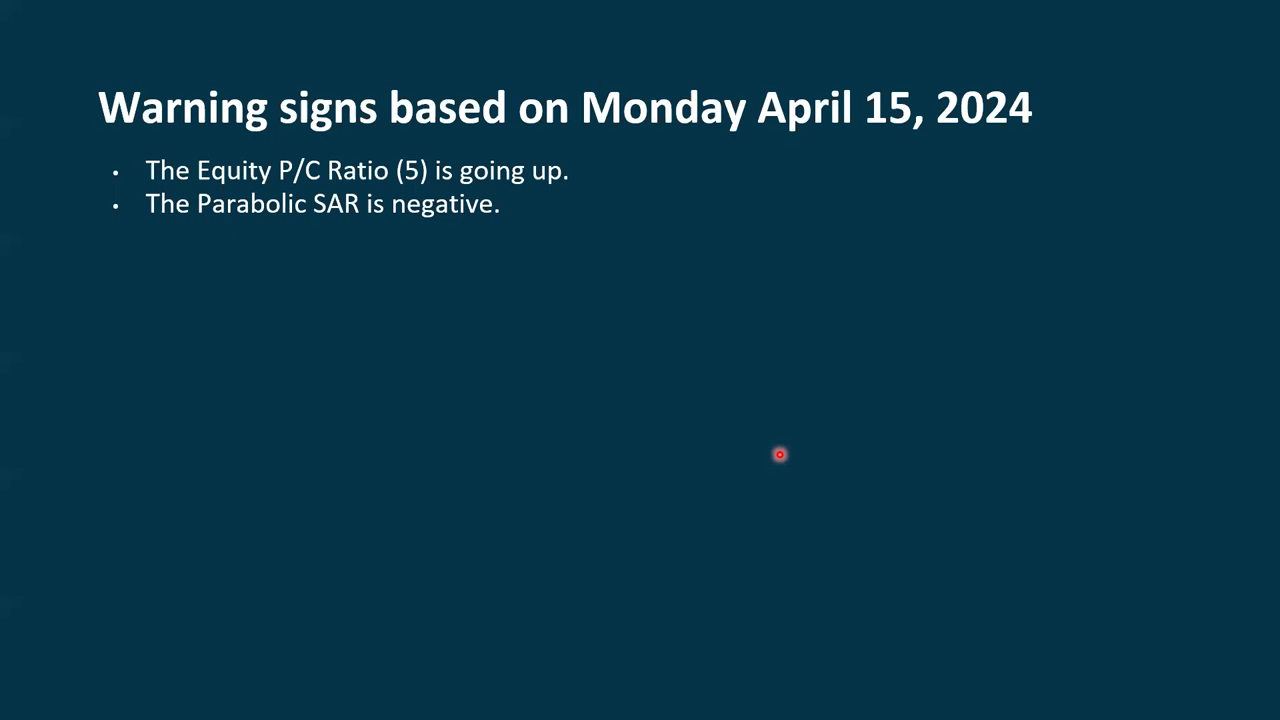 Warning signs based on Monday April 15, 2024
• The Equity P/C Ratio (5) is going up.
• The Parabolic SAR is negative.